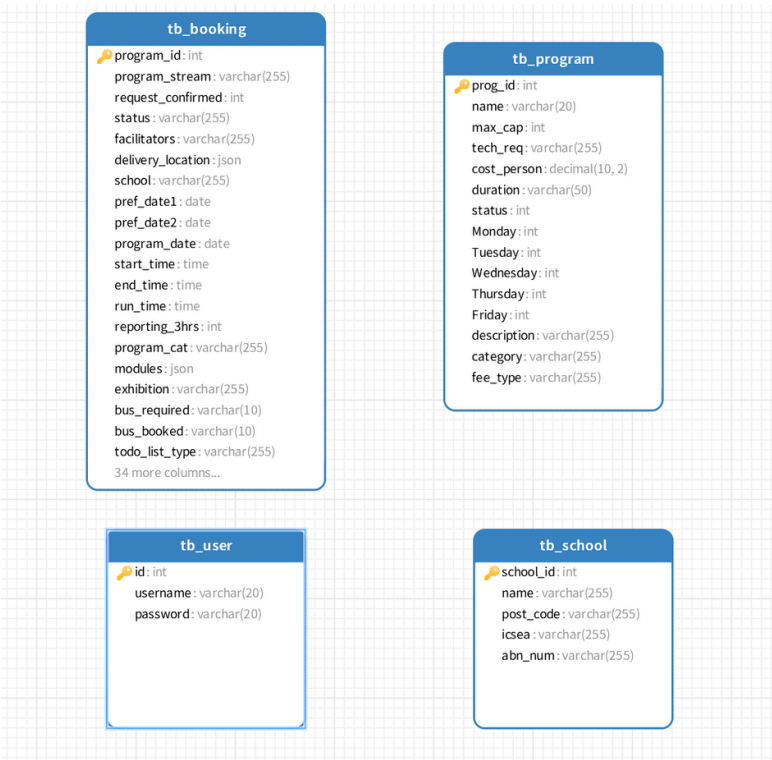 tb_booking
program_id: int
program_stream: varchar(255)
request_confirmed: int
status: varchar(255)
facilitators: varchar(255)
delivery_location: json
school: varchar(255)
pref_date1: date
pref_date2: date
program_date: date
start_time: time
end_time: time
run_time: time
reporting_3hrs: int
program_cat: varchar(255)
modules: json
exhibition: varchar(255)
bus_required: varchar(10)
bus_booked: varchar(10)
todo_list_type: varchar(255)
34 more columns...
tb_program
prog_id: int
name: varchar(20)
max_cap: int
tech_req: varchar(255)
cost_person: decimal(10, 2)
duration: varchar(50)
status: int
Monday: int
Tuesday: int
Wednesday: int
Thursday: int
Friday: int
description: varchar(255)
category: varchar(255)
fee_type: varchar(255)
tb_user
id: int
username: varchar(20)
password: varchar(20)
tb_school
school_id: int
name: varchar(255)
post_code: varchar(255)
icsea: varchar(255)
abn_num: varchar(255)